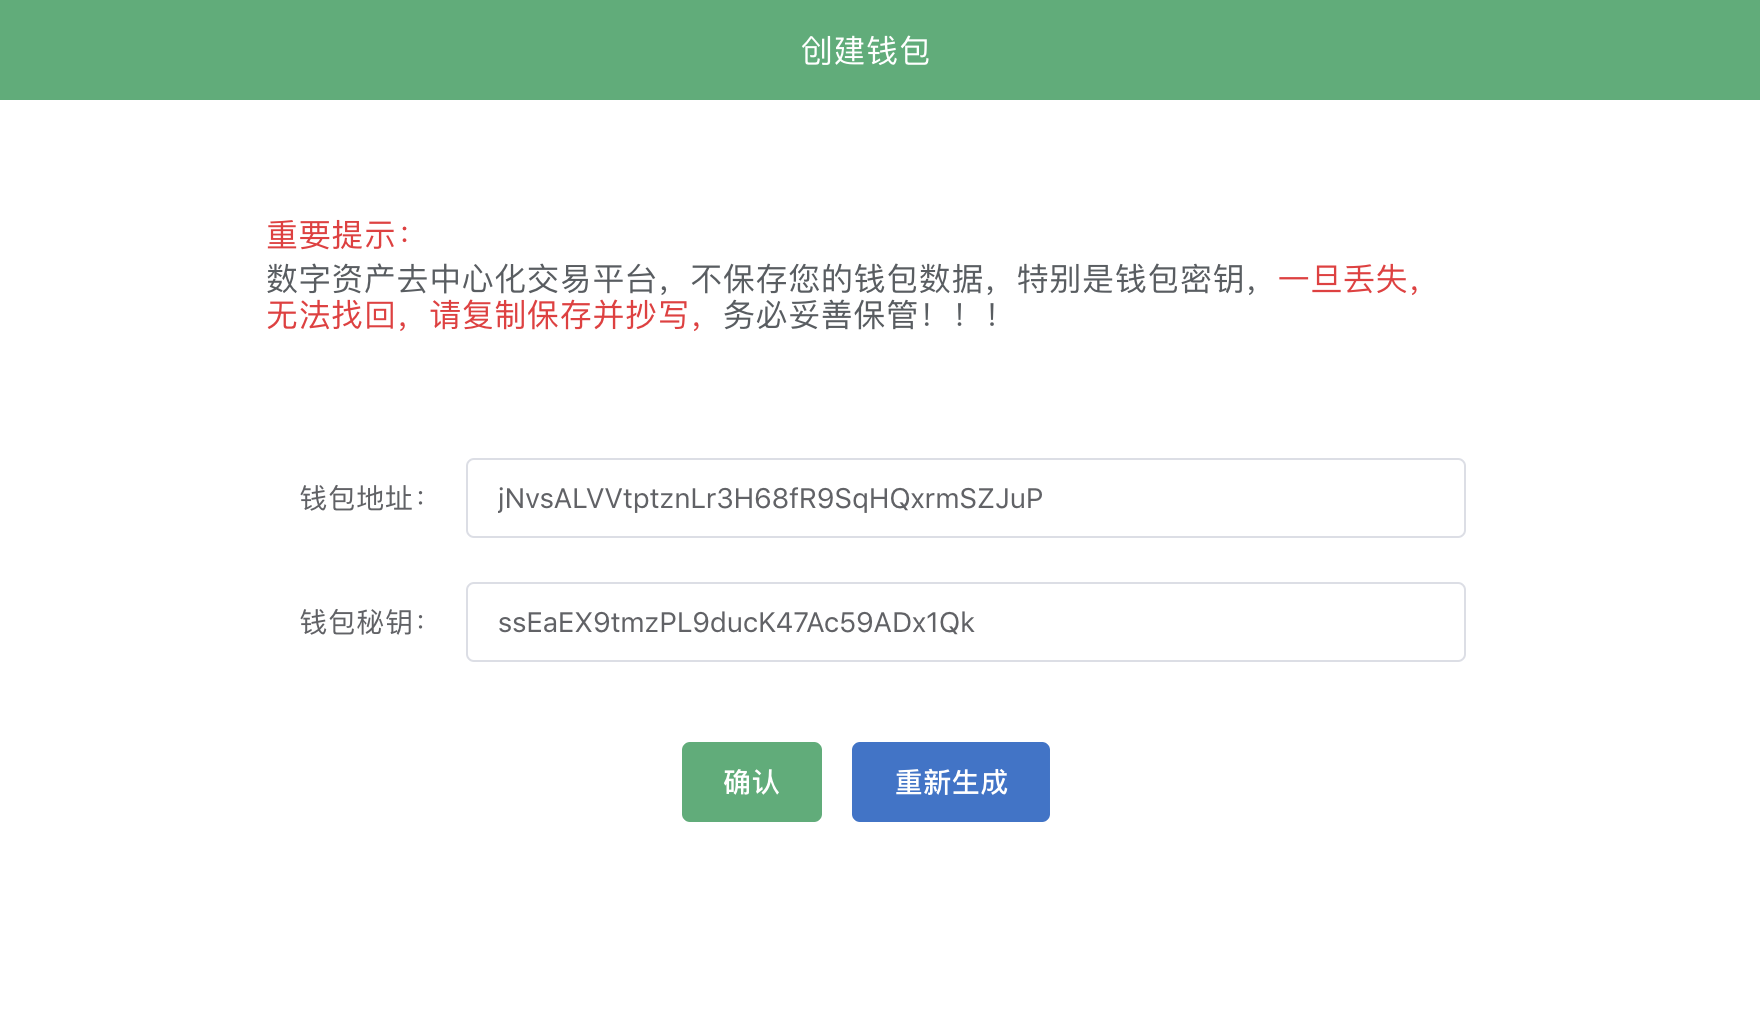 创建钱包
重要提示：
数字资产去中心化交易平台，不保存您的钱包数据，特别是钱包密钥，一旦丢失，
无法找回，请复制保存并抄写，务必妥善保管！！！
钱包地址： jNvsALVVtptznLr3H68fR9SqHQxrmSZJuP
钱包秘钥： ssEaEX9tmzPL9ducK47Ac59ADx1Qk
确认 重新生成